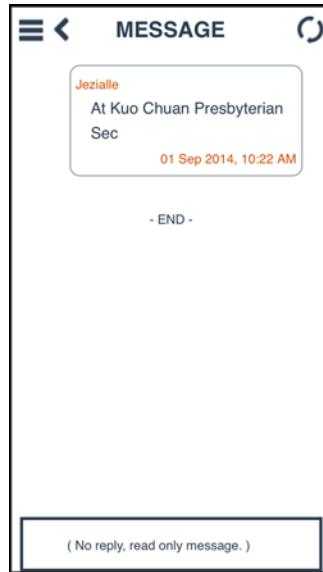 MESSAGE
Jezialle
At Kuo Chuan Presbyterian
Sec
01 Sep 2014, 10:22 AM
- END -
( No reply, read only message. )